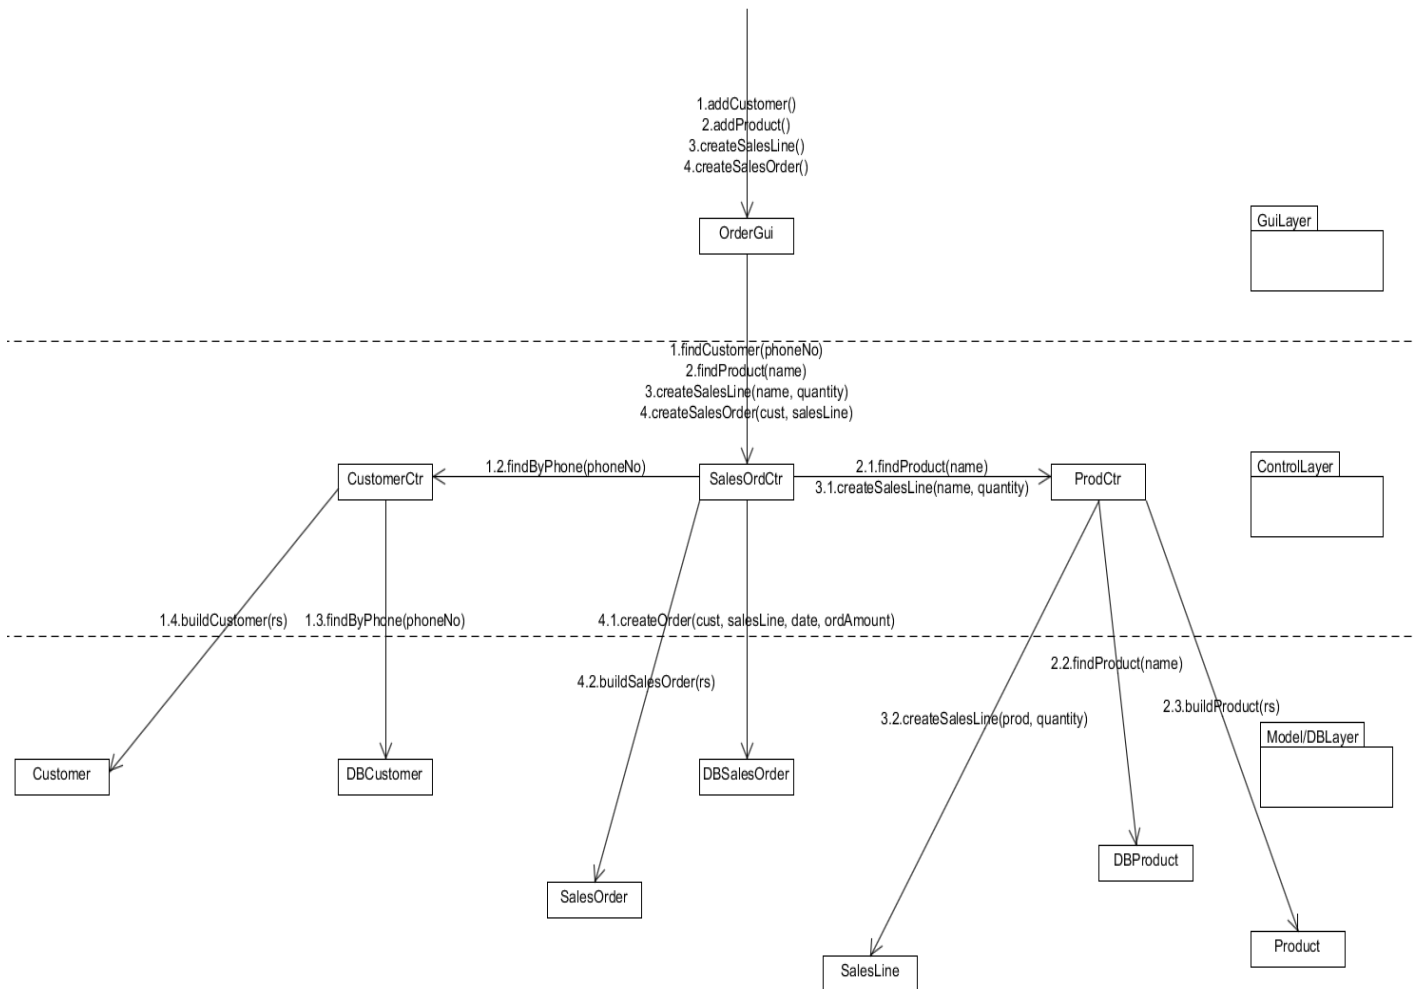 1.addCustomer()
2.addProduct()
3.createSalesLine()
4.createSalesOrder()
OrderGui
GuiLayer
1.findCustomer(phoneNo)
2.findProduct(name)
3.createSalesLine(name, quantity)
4.createSalesOrder(cust, salesLine)
CustomerCtr
1.2.findByPhone(phoneNo)
SalesOrdCtr
2.1.findProduct(name)
3.1.createSalesLine(name, quantity)
ProdCtr
ControlLayer
1.4.buildCustomer(rs)
1.3.findByPhone(phoneNo)
4.1.createOrder(cust, salesLine, date, ordAmount)
2.2.findProduct(name)
4.2.buildSalesOrder(rs)
2.3.buildProduct(rs)
3.2.createSalesLine(prod, quantity)
Model/DBLayer
Customer
DBCustomer
DBSalesOrder
DBProduct
SalesOrder
Product
SalesLine